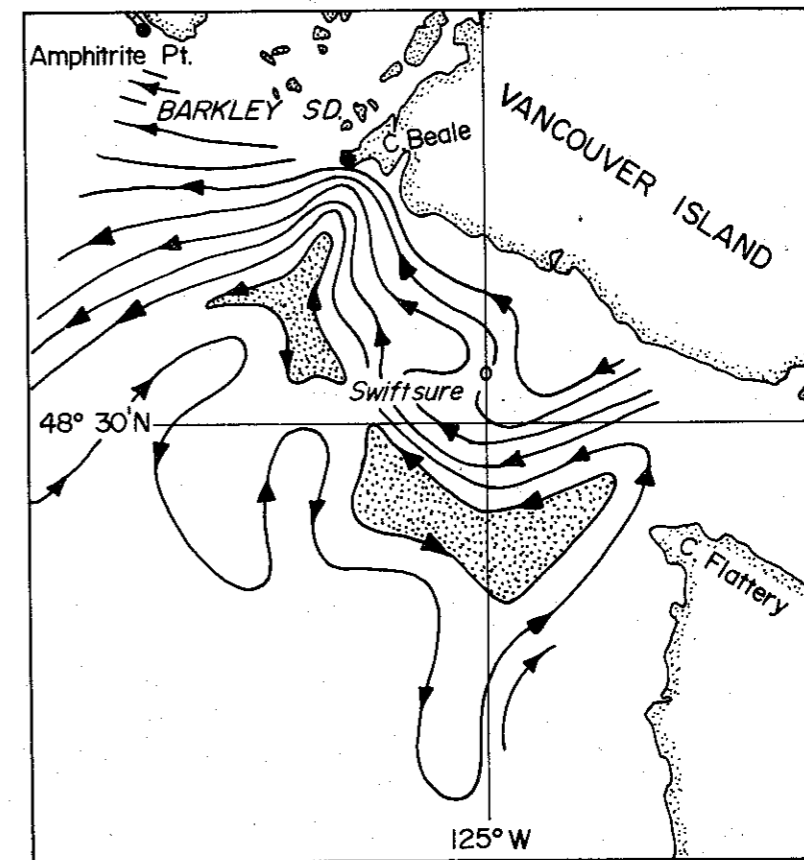 Amphitrite Pt.
BARKLEY SD.
C. Beale
VANCOUVER ISLAND
Swiftsure
48° 30'N
C. Flattery
125° W